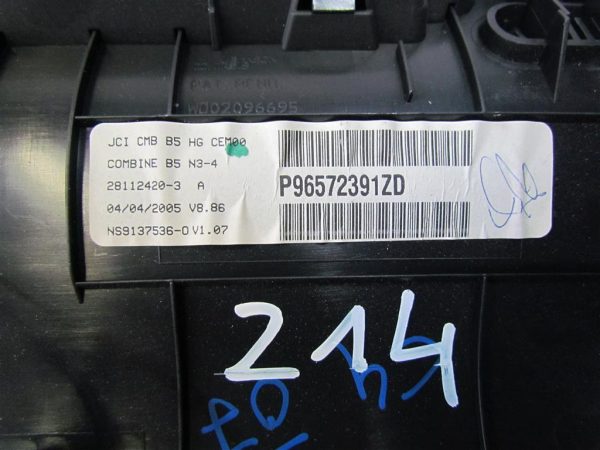 W002096695
JCI CMB B5 HG CEM00
COMBINE B5 N3-4
28112420-3 A
04/04/2005 V8.86
NS9137536-0 V1.07
P96572391ZD
214